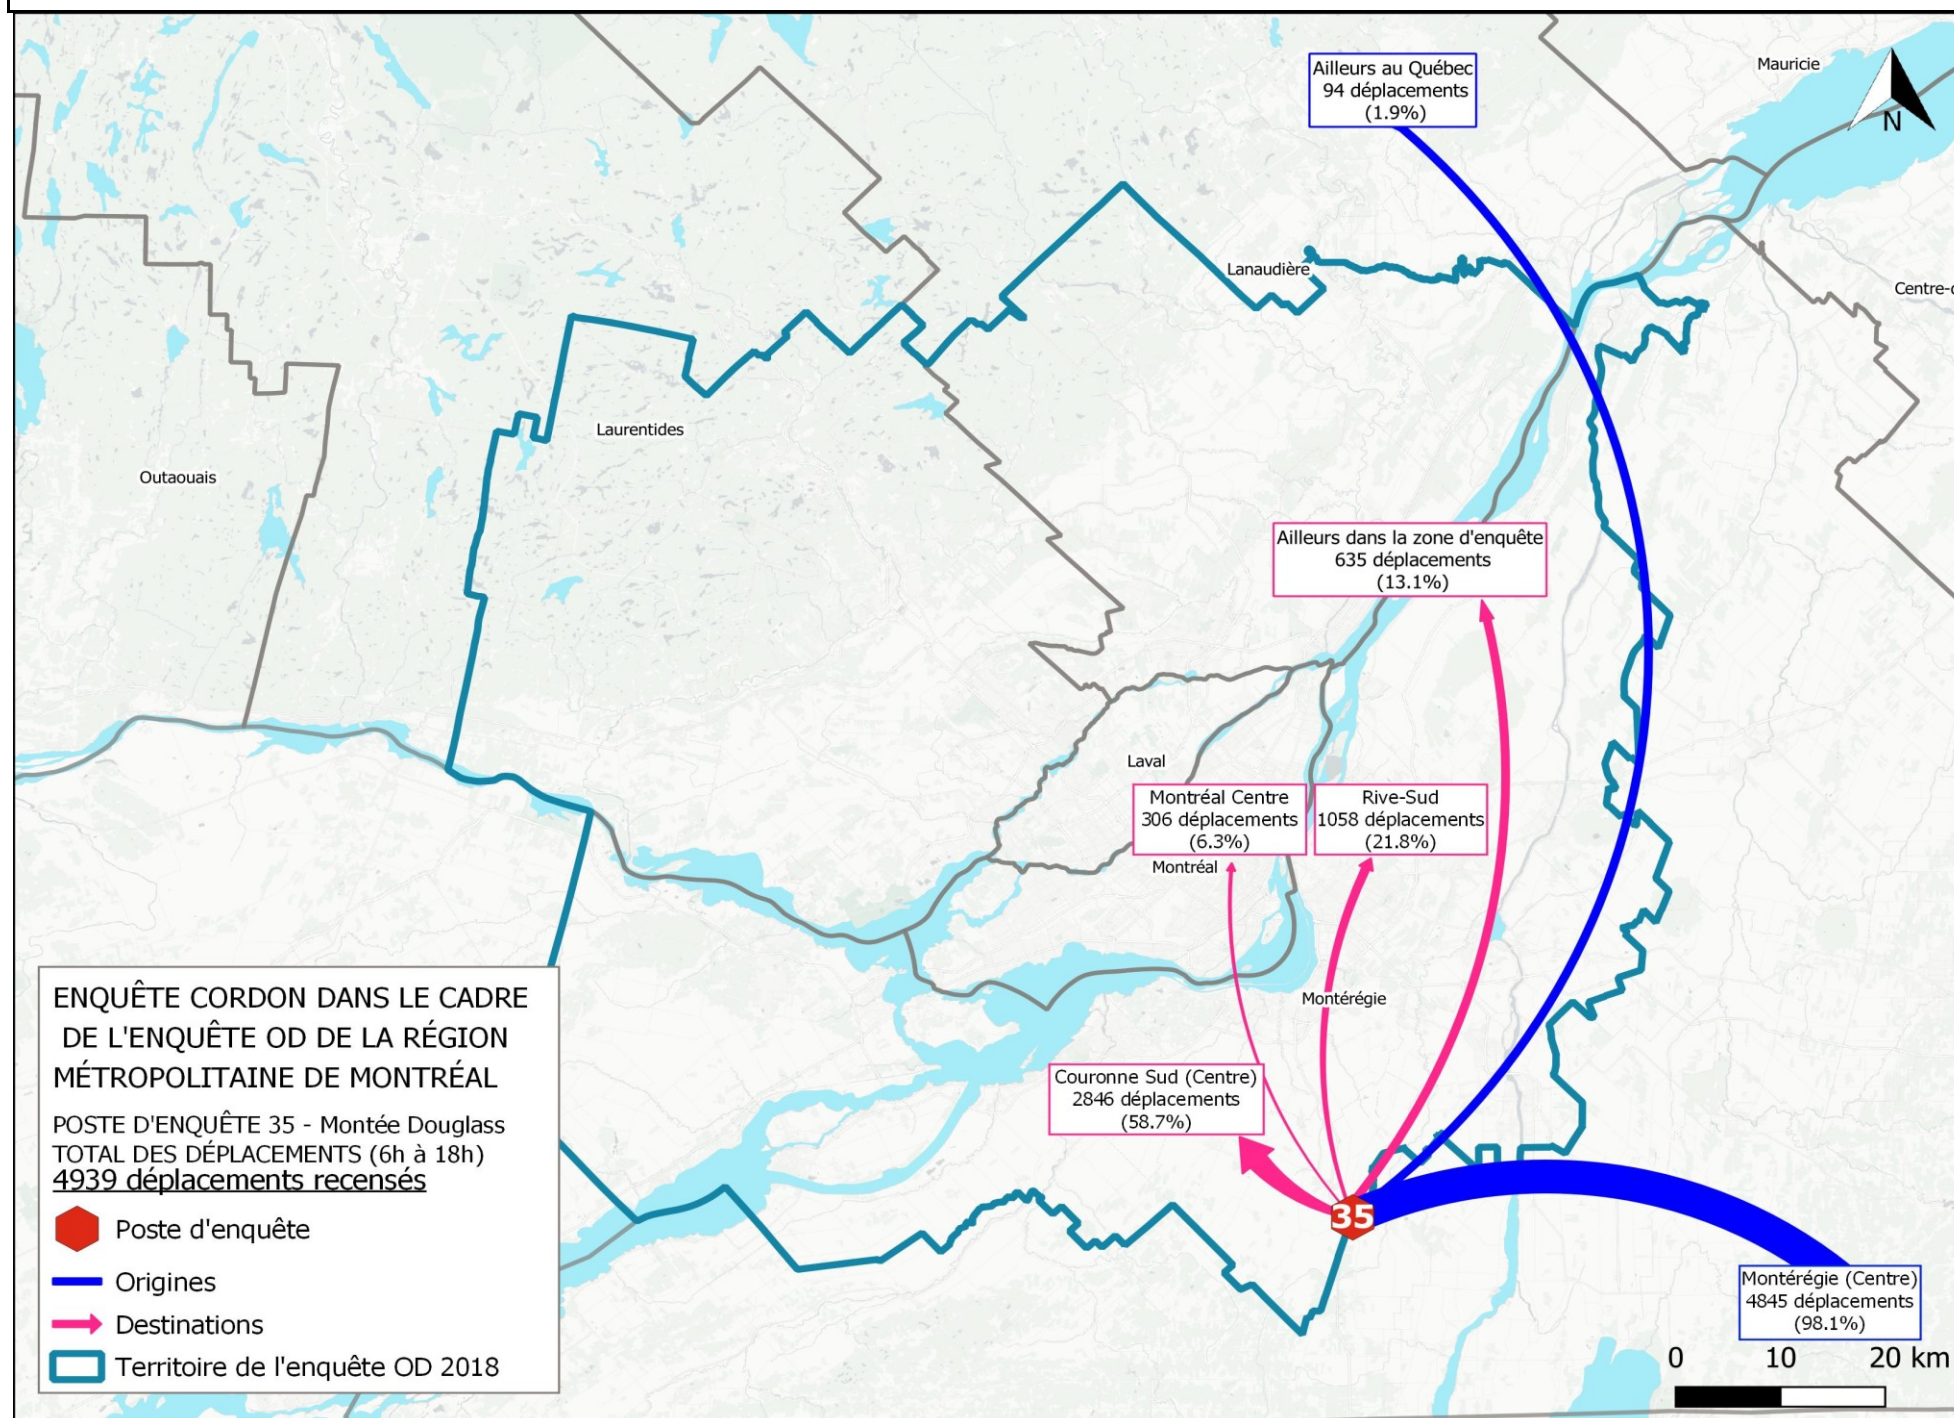 Mauricie
Ailleurs au Québec
94 déplacements
(1.9%)
N
Lanaudière
Centre-
Laurentides
Outaouais
Ailleurs dans la zone d'enquête
635 déplacements
(13.1%)
Laval
Montréal Centre
306 déplacements
(6.3%)
Rive-Sud
1058 déplacements
(21.8%)
Montréal
Montérégie
Couronne Sud (Centre)
2846 déplacements
(58.7%)
35
Montérégie (Centre)
4845 déplacements
(98.1%)
ENQUÊTE CORDON DANS LE CADRE
DE L'ENQUÊTE OD DE LA RÉGION
MÉTROPOLITAINE DE MONTRÉAL
POSTE D'ENQUÊTE 35 - Montée Douglass
TOTAL DES DÉPLACEMENTS (6h à 18h)
4939 déplacements recensés
Poste d'enquête
Origines
Destinations
Territoire de l'enquête OD 2018
0 10 20 km